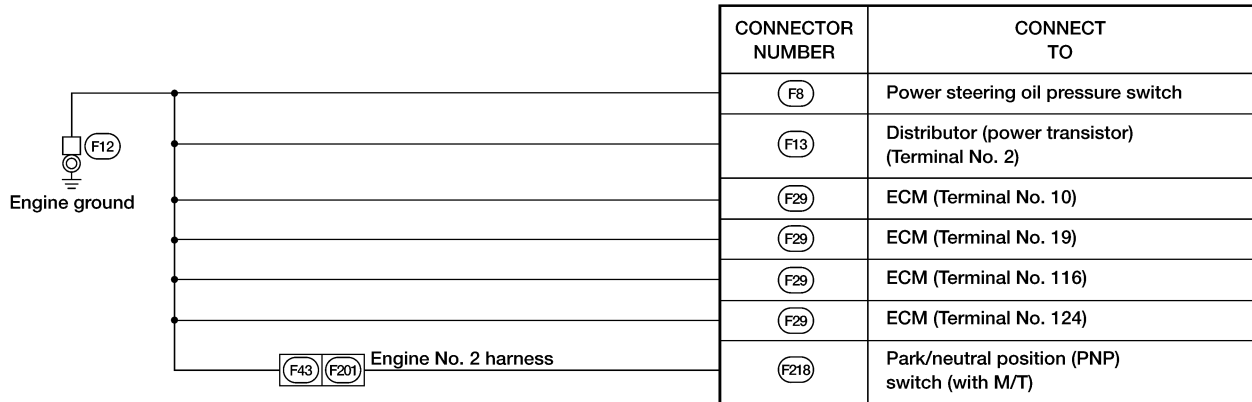 CONNECTOR NUMBER CONNECT TO
F8 Power steering oil pressure switch
F12
Engine ground
F13 Distributor (power transistor)
(Terminal No. 2)
F29 ECM (Terminal No. 10)
F29 ECM (Terminal No. 19)
F29 ECM (Terminal No. 116)
F29 ECM (Terminal No. 124)
F43 F201 Engine No. 2 harness
F218 Park/neutral position (PNP)
switch (with M/T)